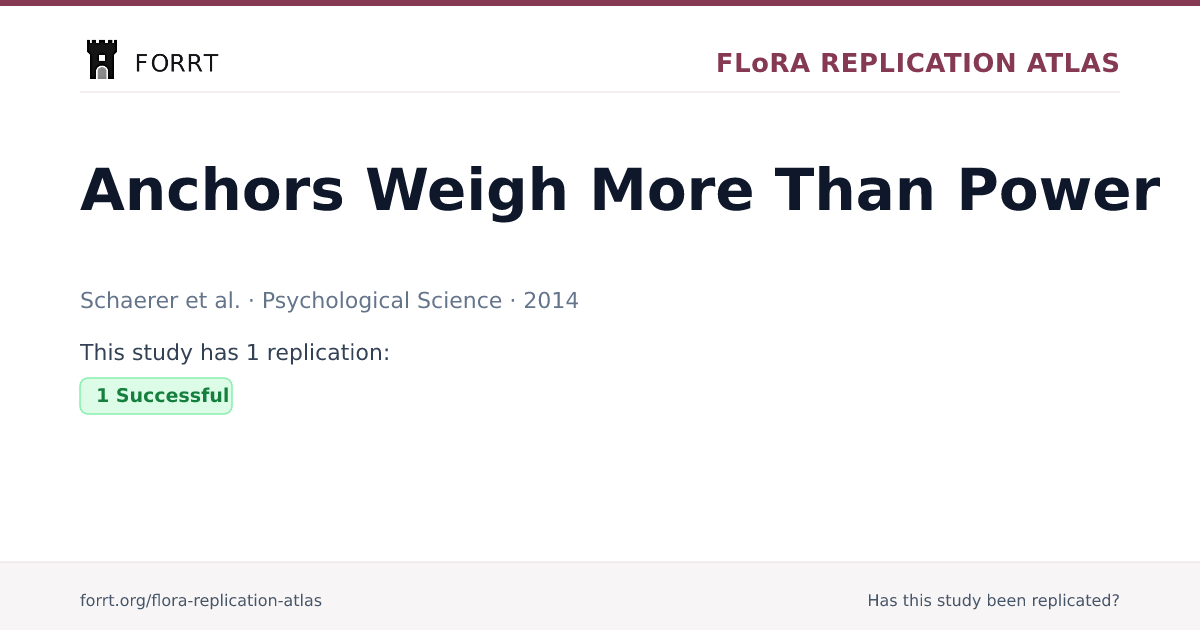 FORRT
FLoRA REPLICATION ATLAS
Anchors Weigh More Than Power
Schaerer et al. · Psychological Science · 2014
This study has 1 replication:
1 Successful
forrt.org/flora-replication-atlas
Has this study been replicated?